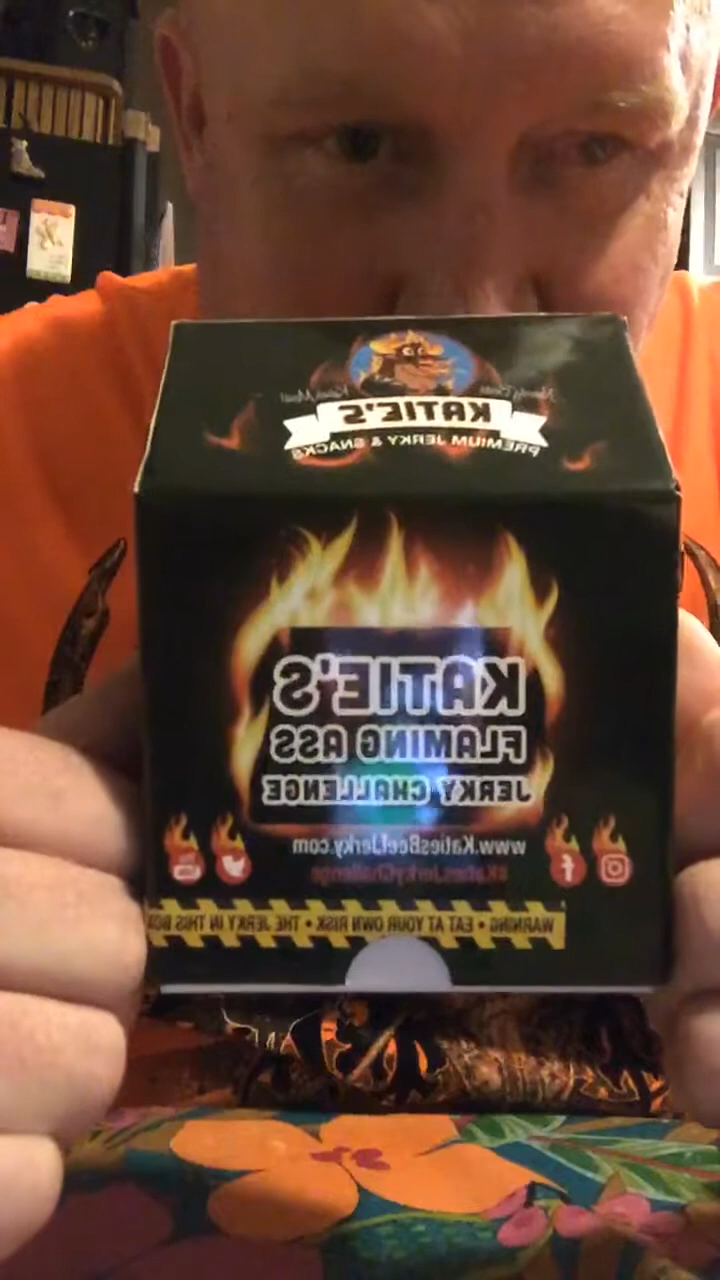 KATIE'S
PREMIUM JERKY & SNACKS
KATIE'S
FLAMING ASS
JERKY CHALLENGE
www.KatiesBeefJerky.com
#KatiesJerkyChallenge
WARNING • EAT AT YOUR OWN RISK • THE JERKY IN THIS BOX